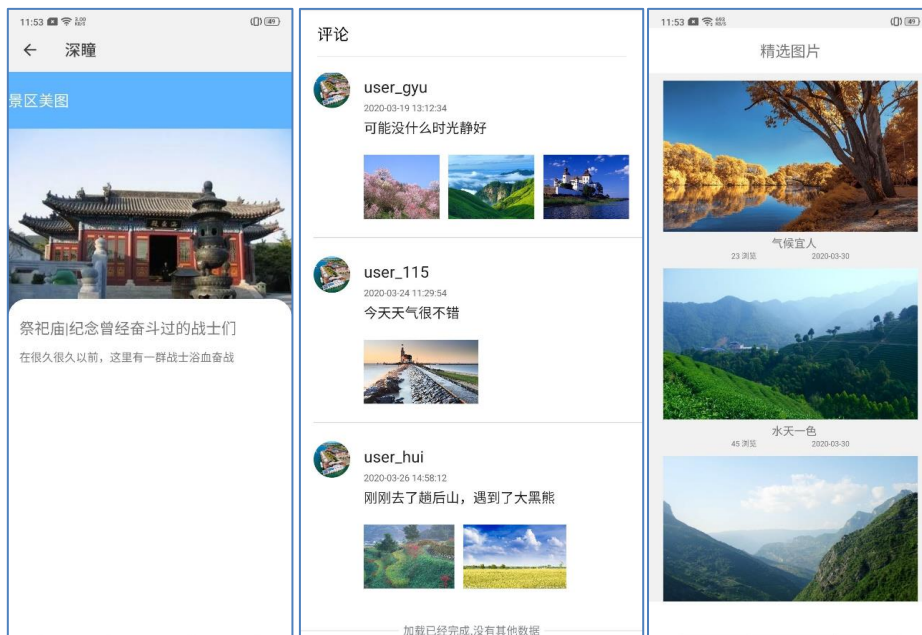 11:53
深瞳
景区美图
祭祀庙|纪念曾经奋斗过的战士们
在很久很久以前，这里有一群战士浴血奋战
评论
user_gyu
2020-03-19 13:12:34
可能没什么时光静好
user_115
2020-03-24 11:29:54
今天天气很不错
user_hui
2020-03-26 14:58:12
刚刚去了趟后山，遇到了大黑熊
加载已经完成,没有其他数据
11:53
精选图片
气候宜人
23 浏览 2020-03-30
水天一色
45 浏览 2020-03-30